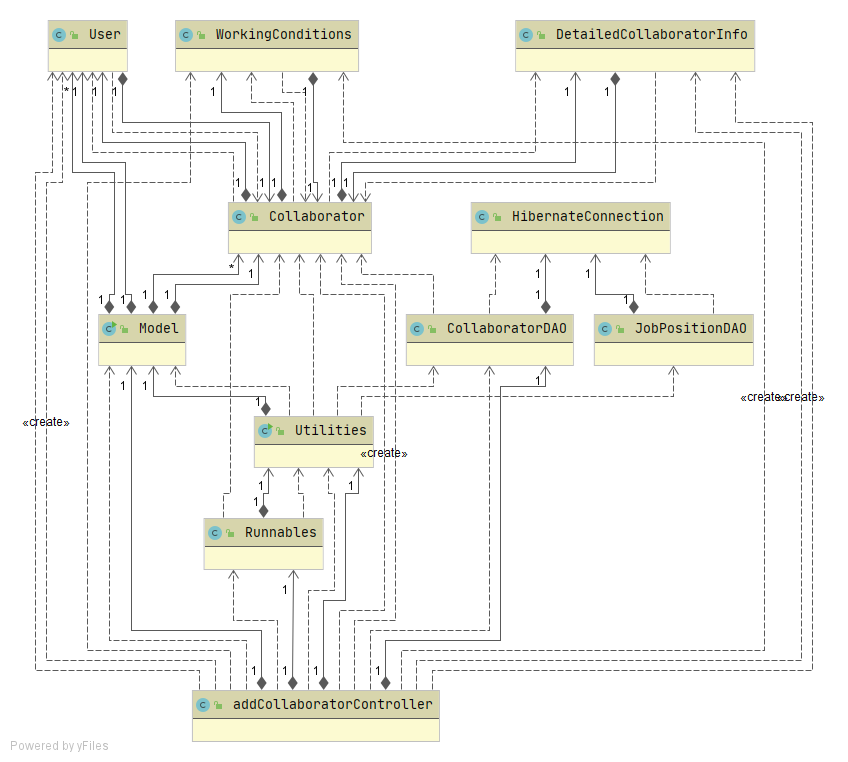 User
WorkingConditions
DetailedCollaboratorInfo
* 1 1 1
1
1
1
1
1 1 1
1 1
1
Collaborator
HibernateConnection
*
1
1
1
1 1
1 1
1
1
Model
CollaboratorDAO
JobPositionDAO
1
1
1
1
Utilities
«create»
«create»
«create»
«create»
1
1
1
Runnables
1
1
1
1
1
addCollaboratorController
Powered by yFiles